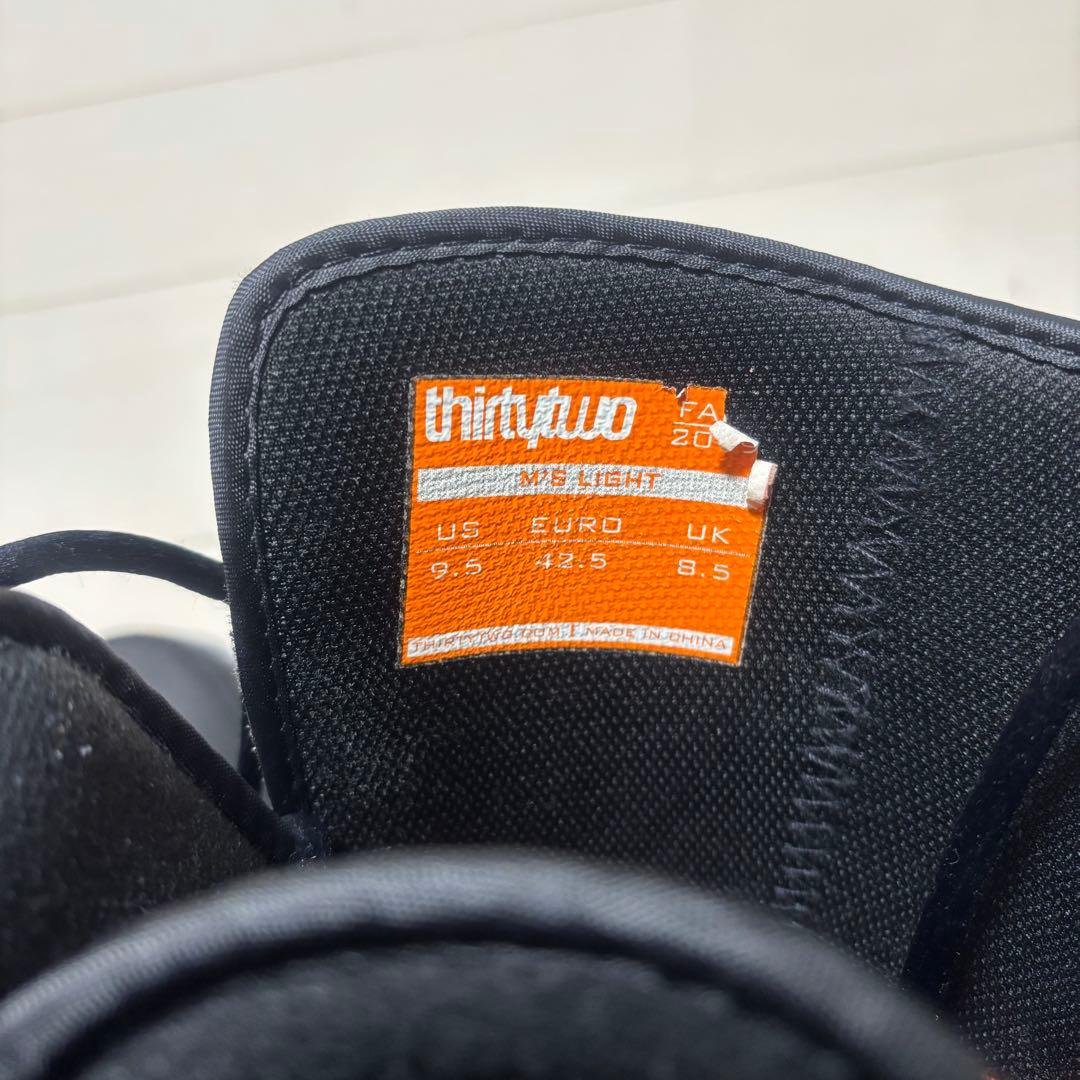 thirtytwo
FA
20
M'S LIGHT
US EURO UK
9.5 42.5 8.5
THIRTYTWO.COM | MADE IN CHINA